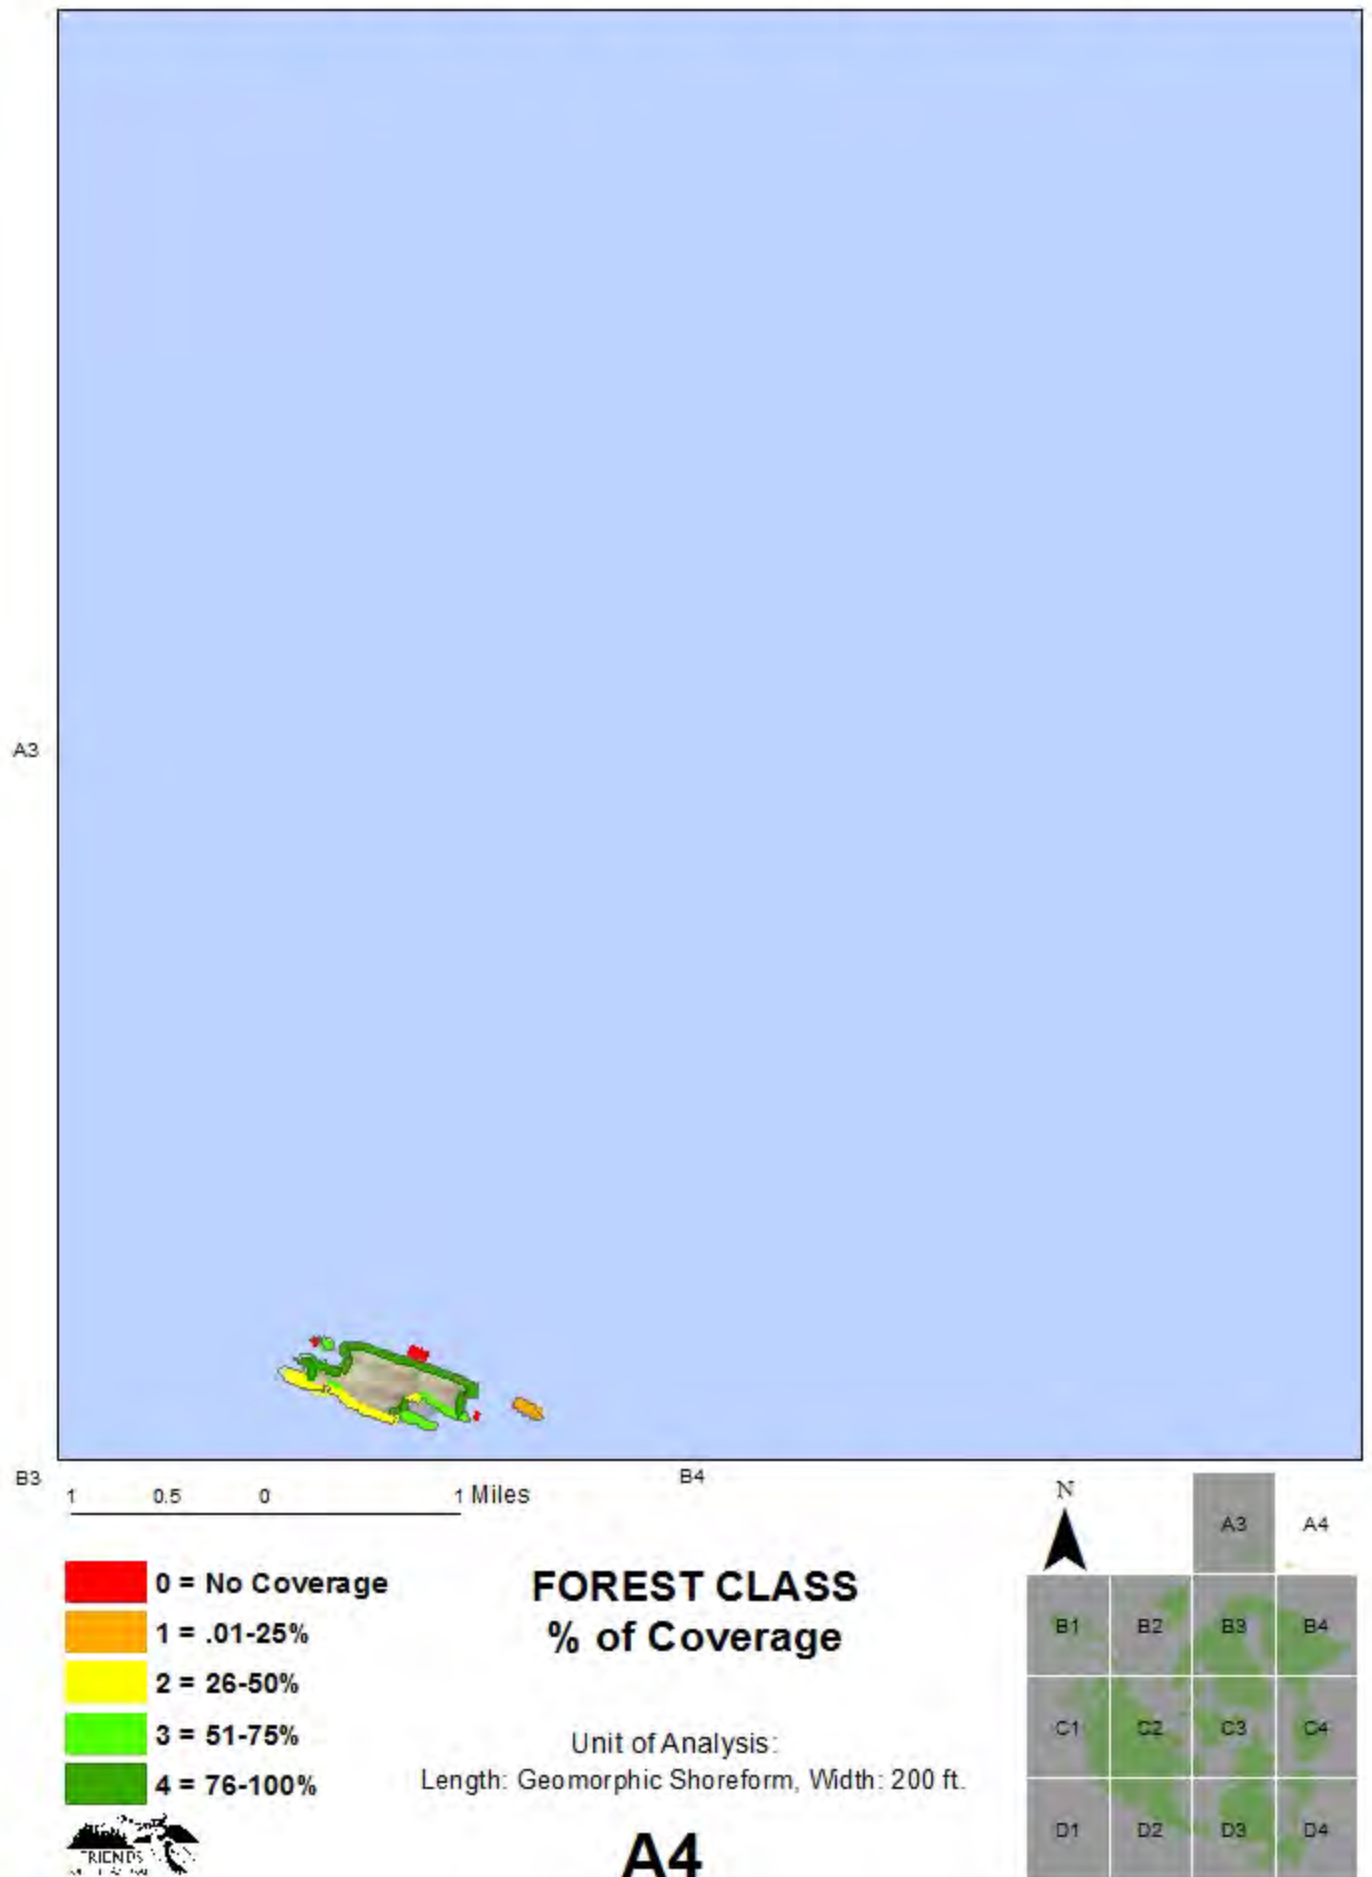 A3
B3
B4
1 0.5 0 1 Miles
N
0 = No Coverage
1 = .01-25%
2 = 26-50%
3 = 51-75%
4 = 76-100%
FOREST CLASS
% of Coverage
Unit of Analysis:
Length: Geomorphic Shoreform, Width: 200 ft.
A4
FRIENDS
A3 A4
B1 B2 B3 B4
C1 C2 C3 C4
D1 D2 D3 D4